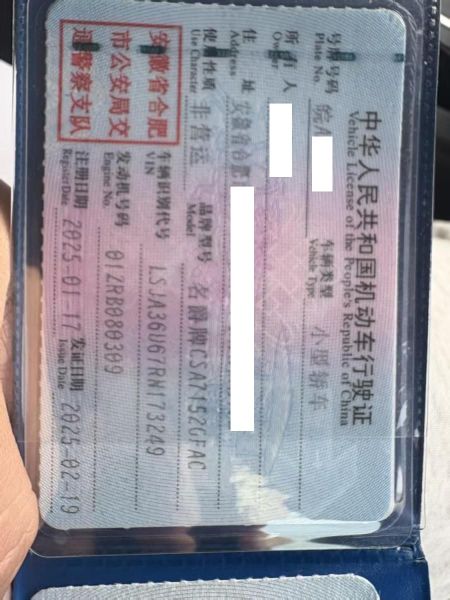 中华人民共和国机动车行驶证
Vehicle License of the People's Republic of China
号牌号码 皖A 车辆类型 小型轿车
Plate No. Vehicle Type
所有人
Owner
住址 安徽省合肥
Address
使用性质 非营运 品牌型号 名爵牌CSA7152GFAC
Use Character Model
安徽省合肥
市公安局交
通警察支队
车辆识别代号 LSJA36U67RN173249
VIN
发动机号码 01ZRB080309
Engine No.
注册日期 2025-01-17 发证日期 2025-02-19
Register Date Issue Date